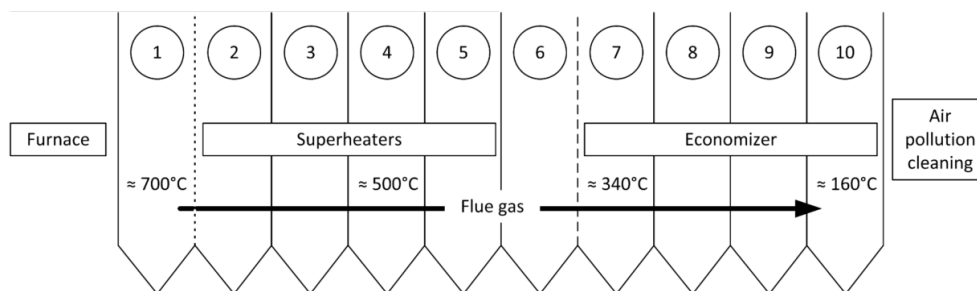 1 2 3 4 5 6 7 8 9 10
Furnace
Superheaters
Economizer
Air
pollution
cleaning
≈ 700°C
≈ 500°C
≈ 340°C
≈ 160°C
Flue gas